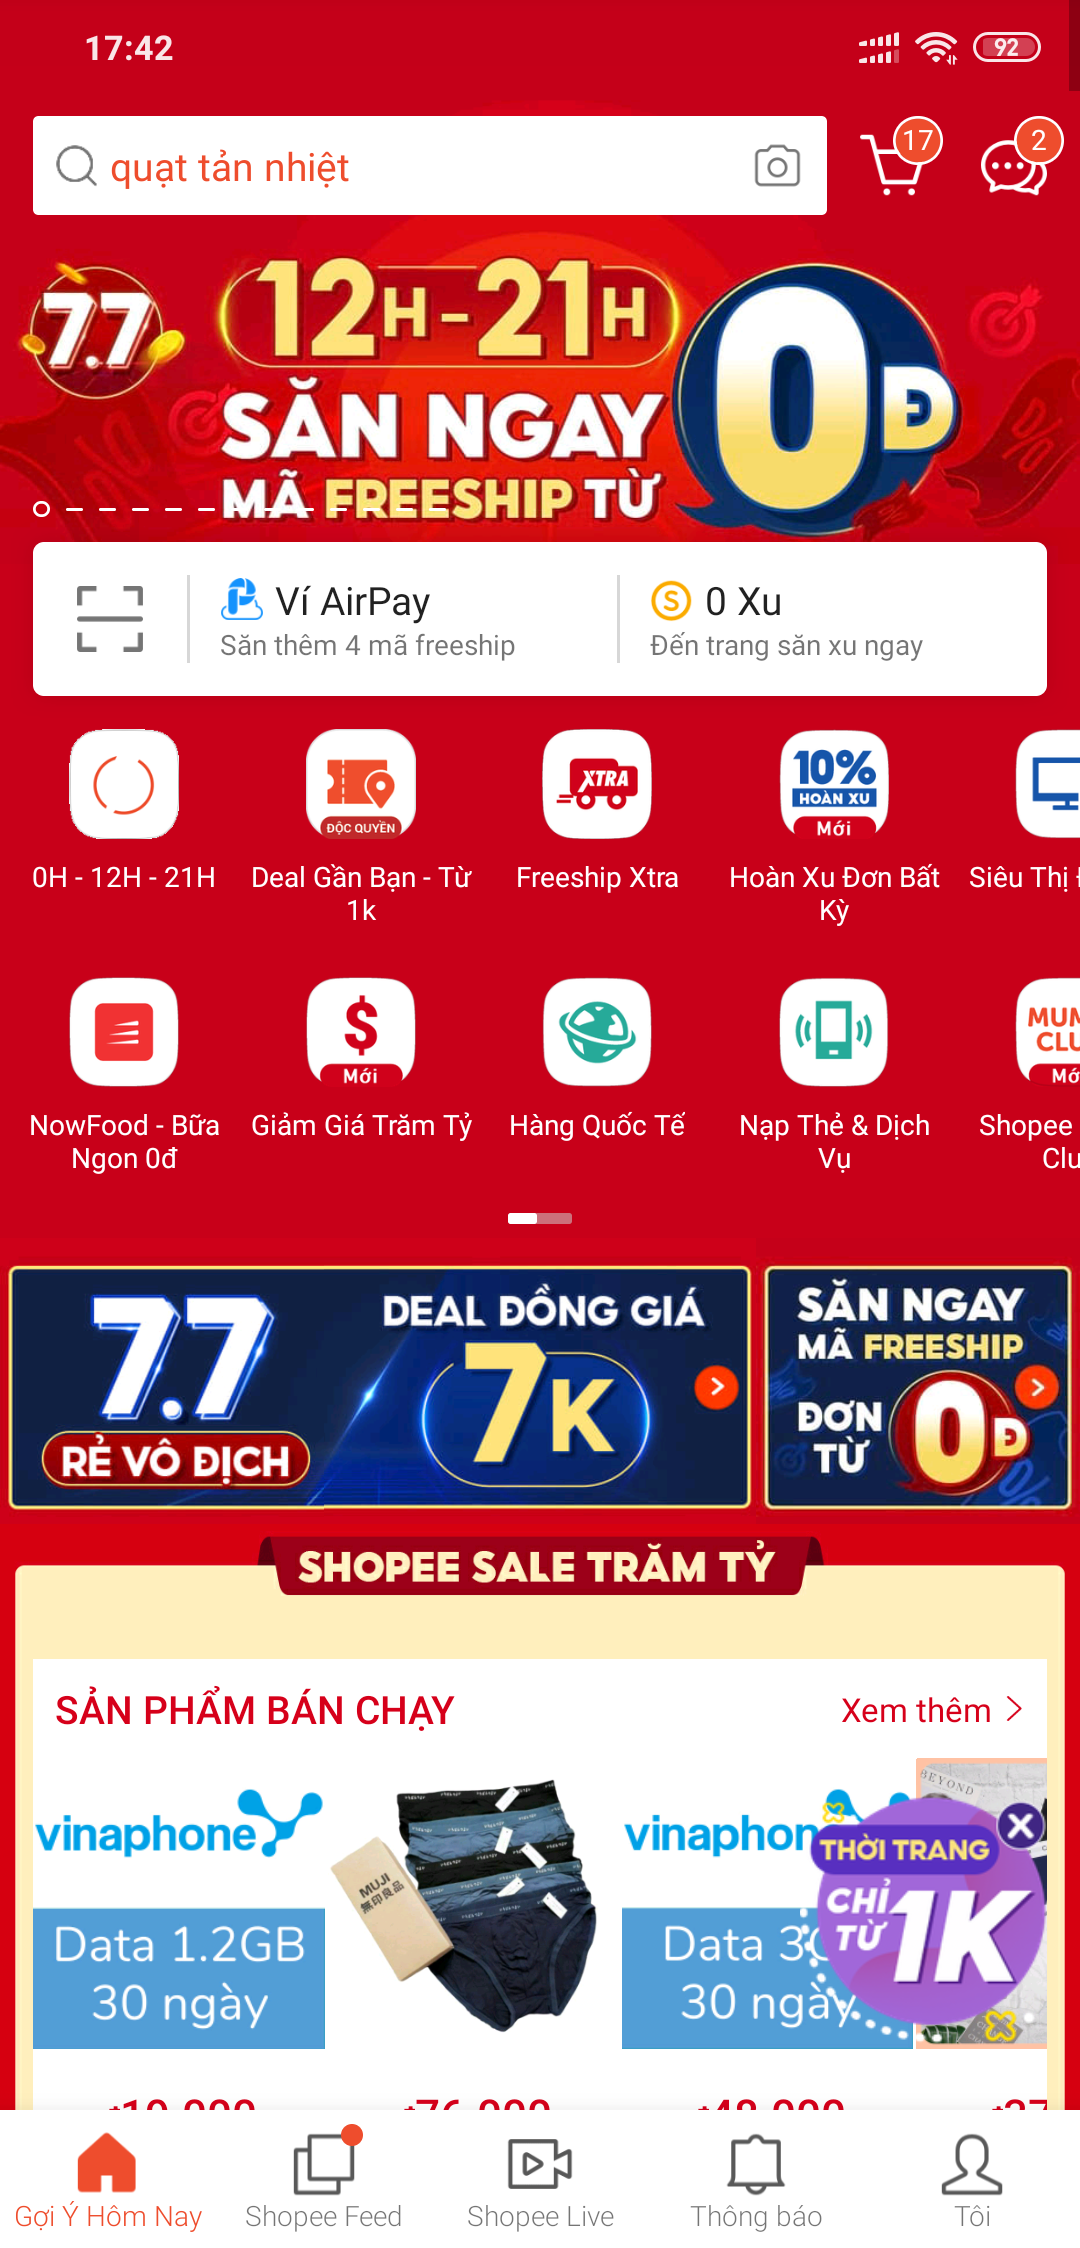 17:42
92
quạt tản nhiệt
17
2
7.7
12H-21H
SĂN NGAY
MÃ FREESHIP TỪ
0Đ
Ví AirPay
Săn thêm 4 mã freeship
0 Xu
Đến trang săn xu ngay
ĐỘC QUYỀN
XTRA
10%
HOÀN XU
Mới
0H - 12H - 21H
Deal Gần Bạn - Từ
1k
Freeship Xtra
Hoàn Xu Đơn Bất
Kỳ
Siêu Thị
Mới
MUM
CLU
Mớ
NowFood - Bữa
Ngon 0đ
Giảm Giá Trăm Tỷ
Hàng Quốc Tế
Nạp Thẻ & Dịch
Vụ
Shopee
Clu
7.7
RẺ VÔ ĐỊCH
DEAL ĐỒNG GIÁ
7K
SĂN NGAY
MÃ FREESHIP
ĐƠN
TỪ
0Đ
SHOPEE SALE TRĂM TỶ
SẢN PHẨM BÁN CHẠY
Xem thêm
vinaphone
Data 1.2GB
30 ngày
MUJI
無印良品
vinaphon
Data 3G
30 ngày
BEYOND
THỜI TRANG
CHỈ
TỪ
1K
Gợi Ý Hôm Nay
Shopee Feed
Shopee Live
Thông báo
Tôi